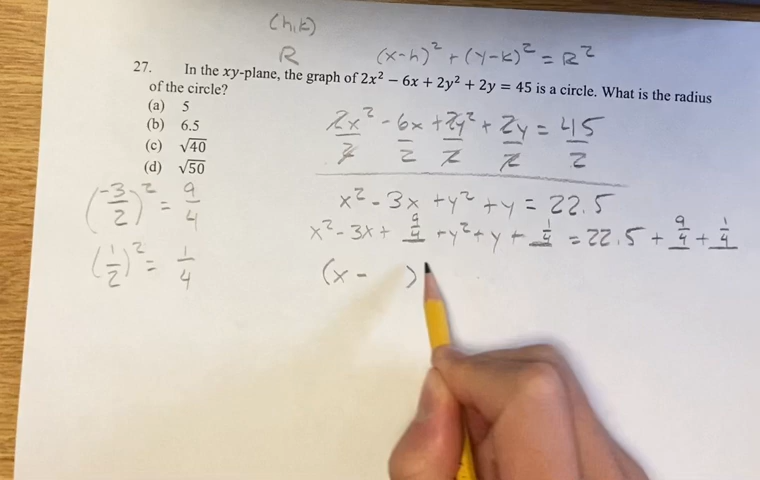 (h,k)
R (x-h)² + (y-k)² = R²
27. In the xy-plane, the graph of 2x² − 6x + 2y² + 2y = 45 is a circle. What is the radius
of the circle?
(a) 5
(b) 6.5
(c) √40
(d) √50
2x²/2 - 6x/2 + 2y²/2 + 2y/2 = 45/2
x² - 3x + y² + y = 22.5
(-3/2)² = 9/4
x² - 3x + 9/4 + y² + y + 1/4 = 22.5 + 9/4 + 1/4
(1/2)² = 1/4
(x - )